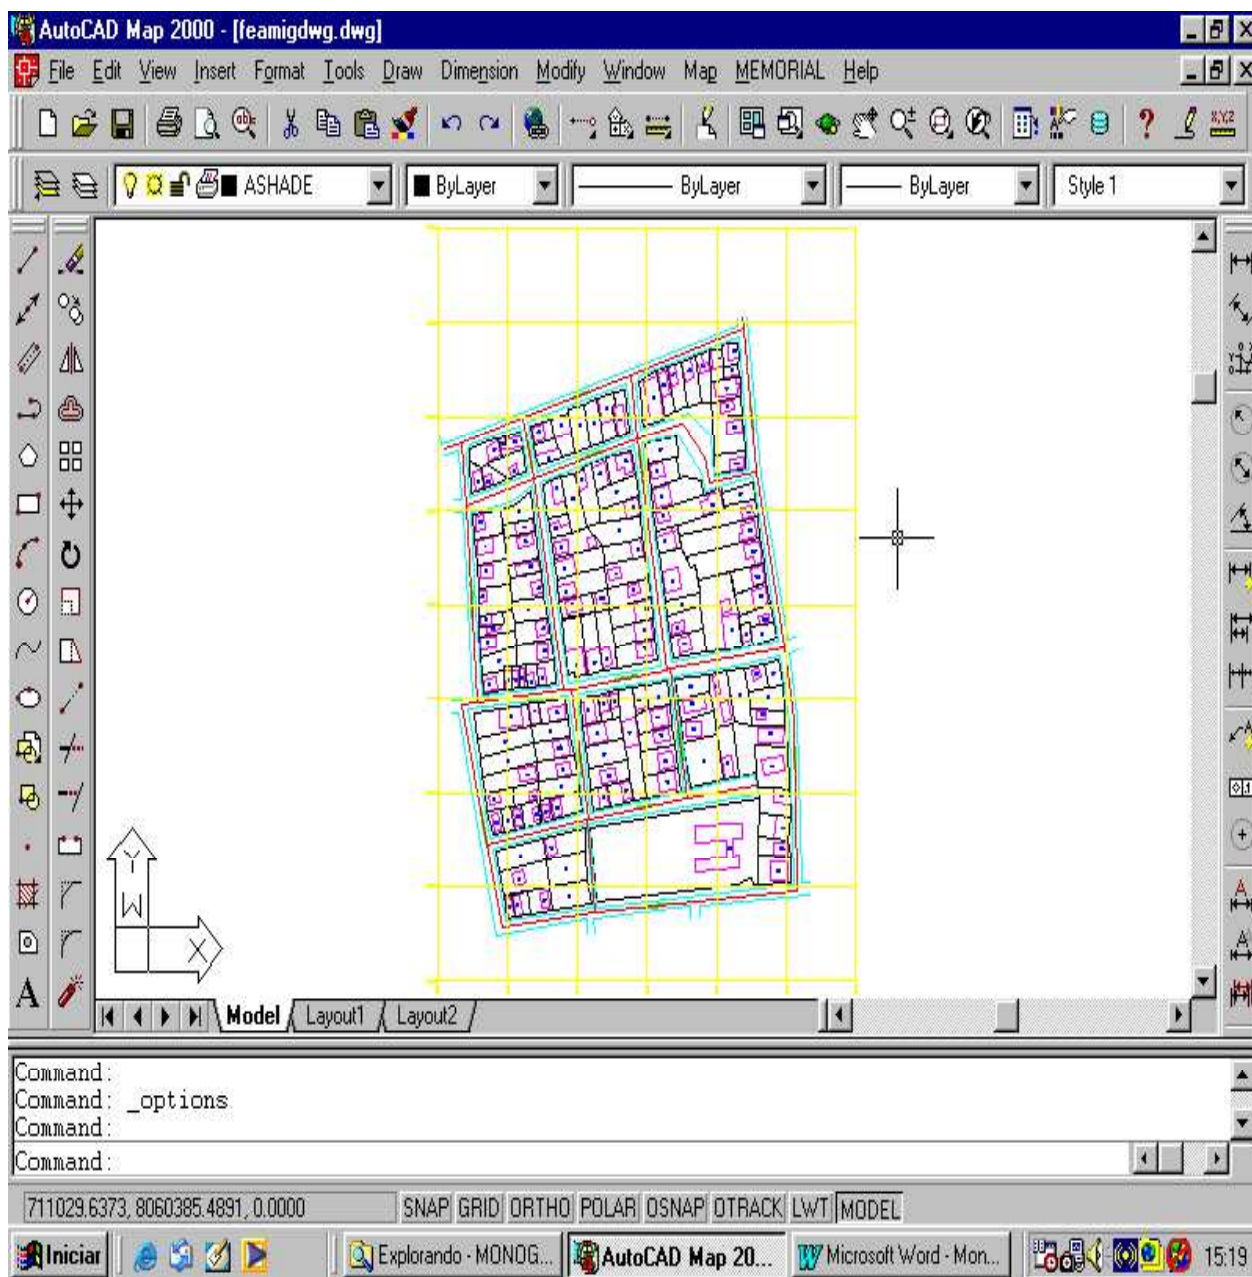 AutoCAD Map 2000 - [feamigdwg.dwg]
File Edit View Insert Format Tools Draw Dimension Modify Window Map MEMORIAL Help
ASHADE ByLayer ByLayer ByLayer Style 1
Y
W
X
A
Model Layout1 Layout2
Command:
Command: _options
Command:
Command:
711029.6373, 8060385.4891, 0.0000 SNAP GRID ORTHO POLAR OSNAP OTRACK LWT MODEL
Iniciar Explorando - MONOG... AutoCAD Map 20... Microsoft Word - Mon... 15:19